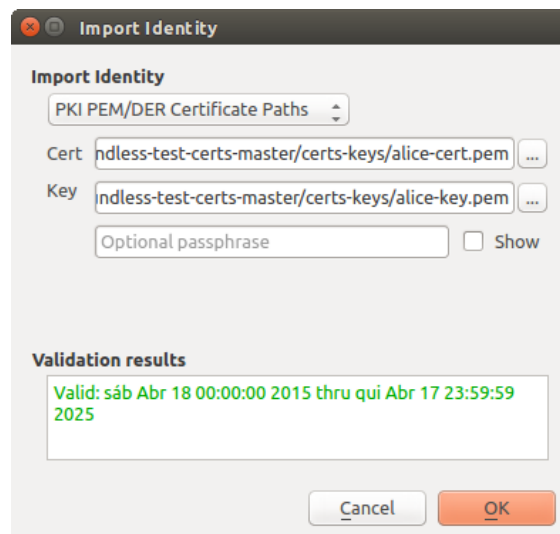 Import Identity
Import Identity
PKI PEM/DER Certificate Paths
Cert ndless-test-certs-master/certs-keys/alice-cert.pem ...
Key ndless-test-certs-master/certs-keys/alice-key.pem ...
Optional passphrase Show
Validation results
Valid: sáb Abr 18 00:00:00 2015 thru qui Abr 17 23:59:59
2025
Cancel OK